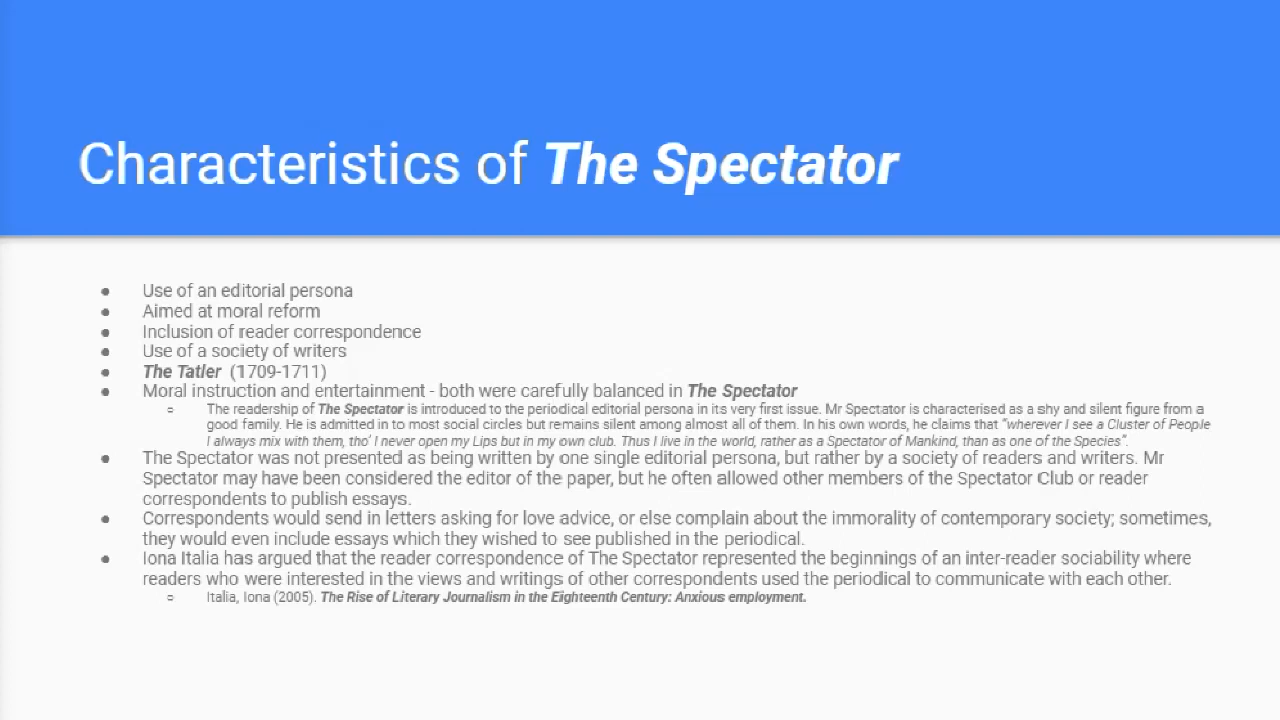 Characteristics of The Spectator
● Use of an editorial persona
● Aimed at moral reform
● Inclusion of reader correspondence
● Use of a society of writers
● The Tatler (1709-1711)
● Moral instruction and entertainment - both were carefully balanced in The Spectator
○ The readership of The Spectator is introduced to the periodical editorial persona in its very first issue. Mr Spectator is characterised as a shy and silent figure from a
good family. He is admitted in to most social circles but remains silent among almost all of them. In his own words, he claims that “wherever I see a Cluster of People
I always mix with them, tho’ I never open my Lips but in my own club. Thus I live in the world, rather as a Spectator of Mankind, than as one of the Species”.
● The Spectator was not presented as being written by one single editorial persona, but rather by a society of readers and writers. Mr
Spectator may have been considered the editor of the paper, but he often allowed other members of the Spectator Club or reader
correspondents to publish essays.
● Correspondents would send in letters asking for love advice, or else complain about the immorality of contemporary society; sometimes,
they would even include essays which they wished to see published in the periodical.
● Iona Italia has argued that the reader correspondence of The Spectator represented the beginnings of an inter-reader sociability where
readers who were interested in the views and writings of other correspondents used the periodical to communicate with each other.
○ Italia, Iona (2005). The Rise of Literary Journalism in the Eighteenth Century: Anxious employment.